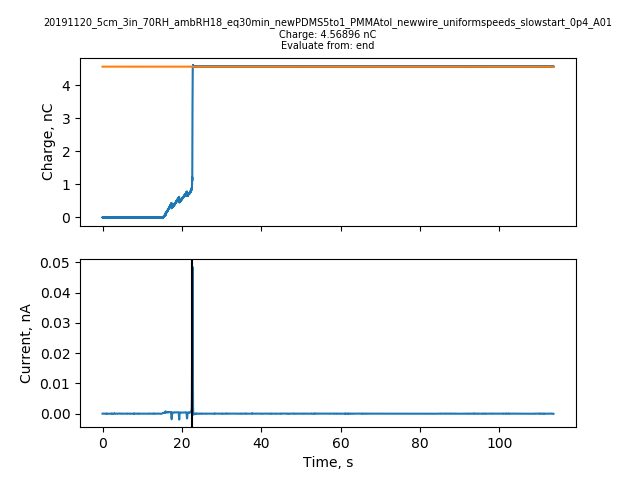 20191120_5cm_3in_70RH_ambRH18_eq30min_newPDMS5to1_PMMAtol_newwire_uniformspeeds_slowstart_0p4_A01
Charge: 4.56896 nC
Evaluate from: end
Charge, nC
4
3
2
1
0
Current, nA
0.05
0.04
0.03
0.02
0.01
0.00
0 20 40 60 80 100
Time, s